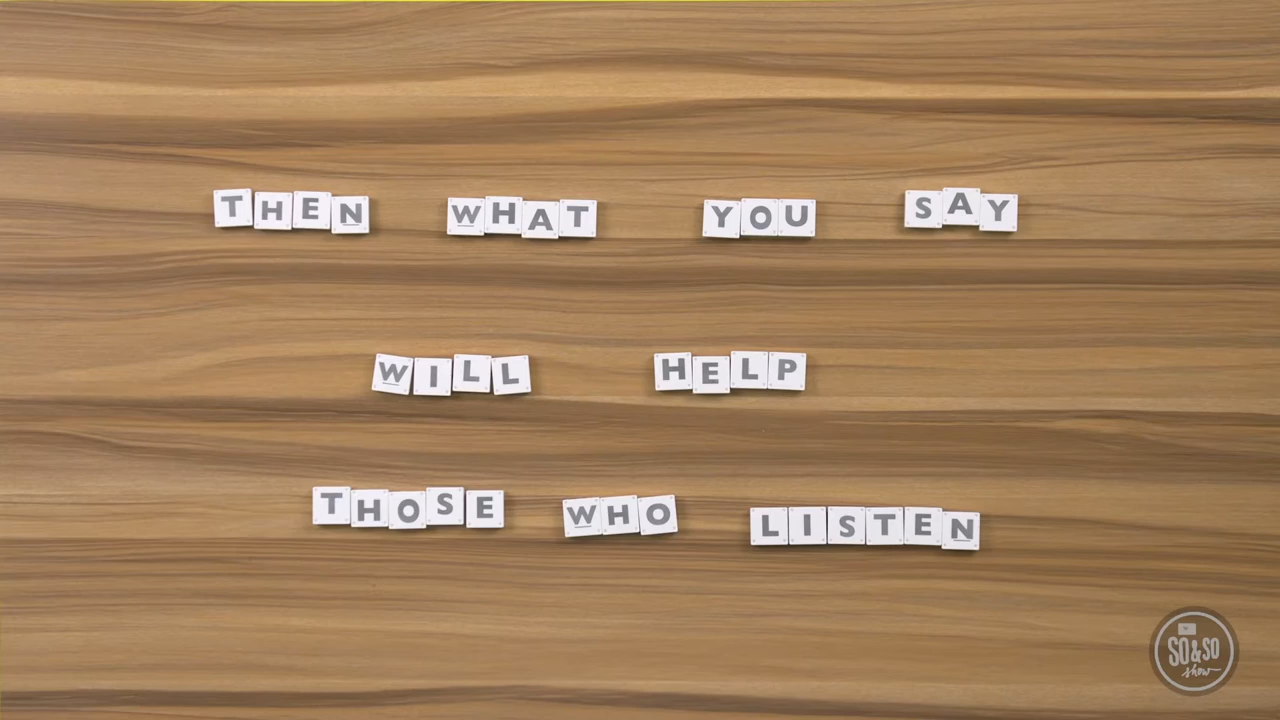 THEN WHAT YOU SAY
WILL HELP
THOSE WHO LISTEN
SO & SO
show